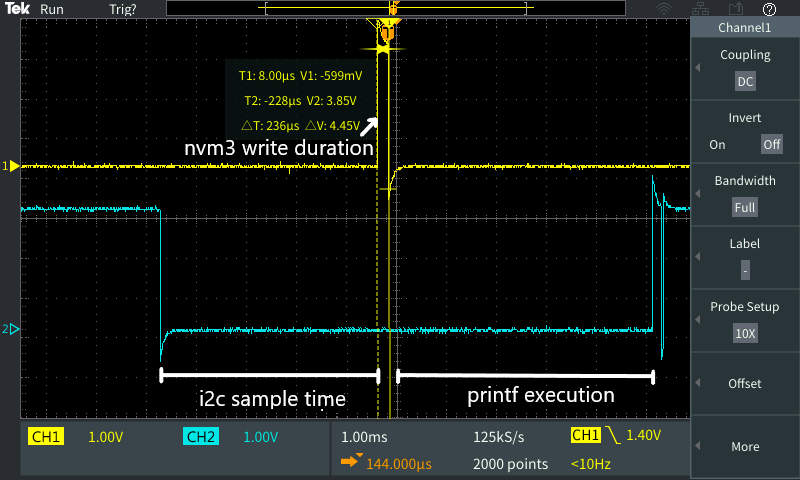 Tek Run Trig?
Channel1
Coupling
DC
Invert
On Off
Bandwidth
Full
Label
-
Probe Setup
10X
Offset
More
T
T1: 8.00µs V1: -599mV
T2: -228µs V2: 3.85V
△T: 236µs △V: 4.45V
nvm3 write duration
1
2
i2c sample time
printf execution
CH1 1.00V CH2 1.00V 1.00ms 125kS/s CH1 1.40V
144.000µs 2000 points <10Hz